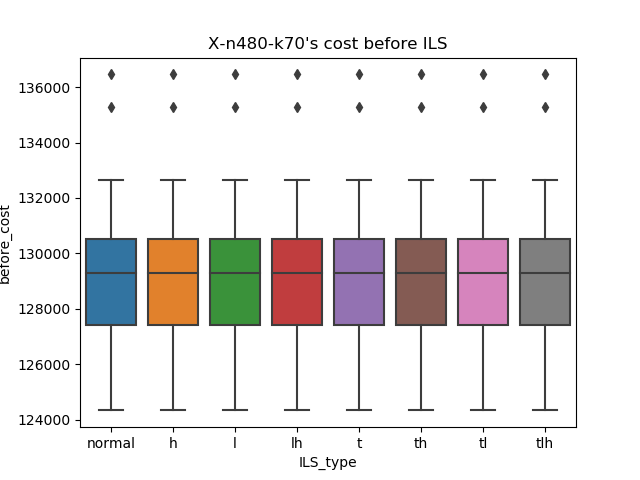 X-n480-k70's cost before ILS
136000
134000
132000
130000
128000
126000
124000
before_cost
normal h l lh t th tl tlh
ILS_type